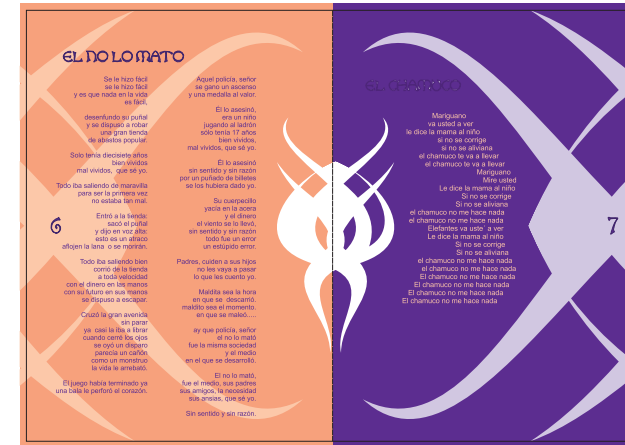 EL NO LO MATO
Se le hizo fácil
se le hizo fácil
y es que nada en la vida
es fácil,
desenfundo su puñal
y se dispuso a robar
una gran tienda
de abastos popular.
Solo tenía diecisiete años
bien vividos
mal vividos, que sé yo.
Todo iba saliendo de maravilla
para ser la primera vez
no estaba tan mal.
Entró a la tienda:
sacó el puñal
y dijo en voz alta:
esto es un atraco
aflojen la lana o se morirán.
Todo iba saliendo bien
corrió de la tienda
a toda velocidad
con el dinero en las manos
con su futuro en sus manos
se dispuso a escapar.
Cruzó la gran avenida
sin parar
ya casi la iba a librar
cuando cerró los ojos
se oyó un disparo
parecía un cañón
como un monstruo
la vida le arrebató.
El juego había terminado ya
una bala le perforó el corazón.
Aquel policía, señor
se gano un ascenso
y una medalla al valor.
Él lo asesinó,
era un niño
jugando al ladrón
sólo tenía 17 años
bien vividos,
mal vividos, que sé yo.
Él lo asesinó
sin sentido y sin razón
por un puñado de billetes
se los hubiera dado yo.
Su cuerpecillo
yacía en la acera
y el dinero
el viento se lo llevó,
sin sentido y sin razón
todo fue un error
un estúpido error.
Padres, cuiden a sus hijos
no les vaya a pasar
lo que les cuento yo.
Maldita sea la hora
en que se descarrió.
maldito sea el momento.
en que se maleó.....
ay que policía, señor
el no lo mató
fue la misma sociedad
y el medio
en el que se desarrolló.
El no lo mató,
fue el medio, sus padres
sus amigos, la necesidad
sus ansias, que sé yo.
Sin sentido y sin razón.
6
EL CHAMUCO
Mariguano
va usted a ver
le dice la mama al niño
si no se corrige
si no se aliviana
el chamuco te va a llevar
el chamuco te va a llevar
Mariguano
Mire usted
Le dice la mama al niño
Si no se corrige
Si no se aliviana
el chamuco no me hace nada
el chamuco no me hace nada
Elefantes va uste´ a ver
Le dice la mama al niño
Si no se corrige
Si no se aliviana
el chamuco no me hace nada
el chamuco no me hace nada
El chamuco no me hace nada
El chamuco no me hace nada
El chamuco no me hace nada
El chamuco no me hace nada
7